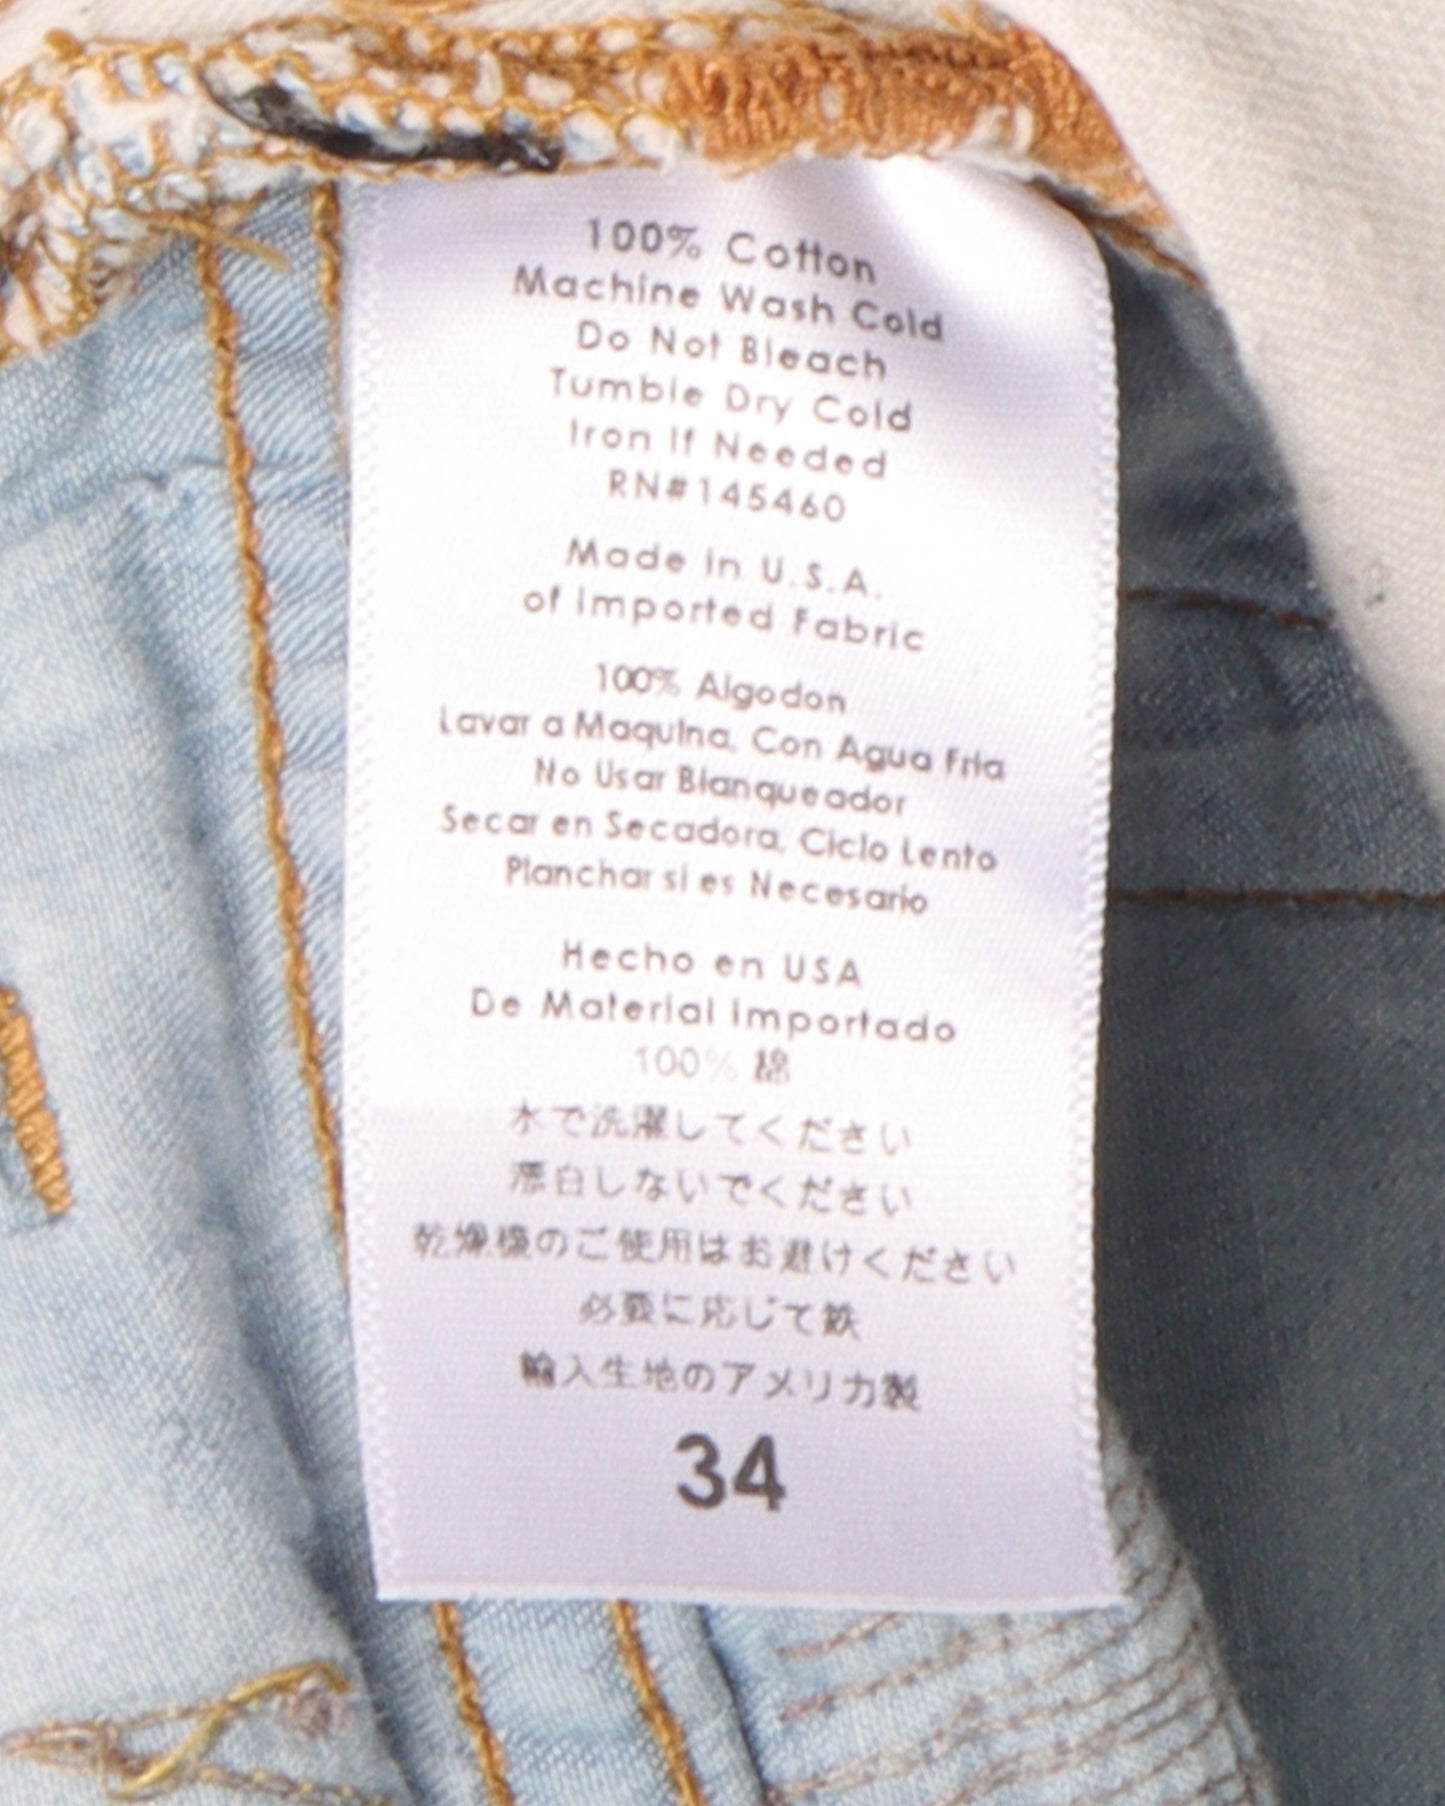 100% Cotton
Machine Wash Cold
Do Not Bleach
Tumble Dry Cold
Iron If Needed
RN#145460
Made in U.S.A.
of Imported Fabric
100% Algodon
Lavar a Maquina, Con Agua Fria
No Usar Blanqueador
Secar en Secadora, Ciclo Lento
Planchar si es Necesario
Hecho en USA
De Material Importado
100% 綿
水で洗濯してください
漂白しないでください
乾燥機のご使用はお避けください
必要に応じて鉄
輸入生地のアメリカ製
34